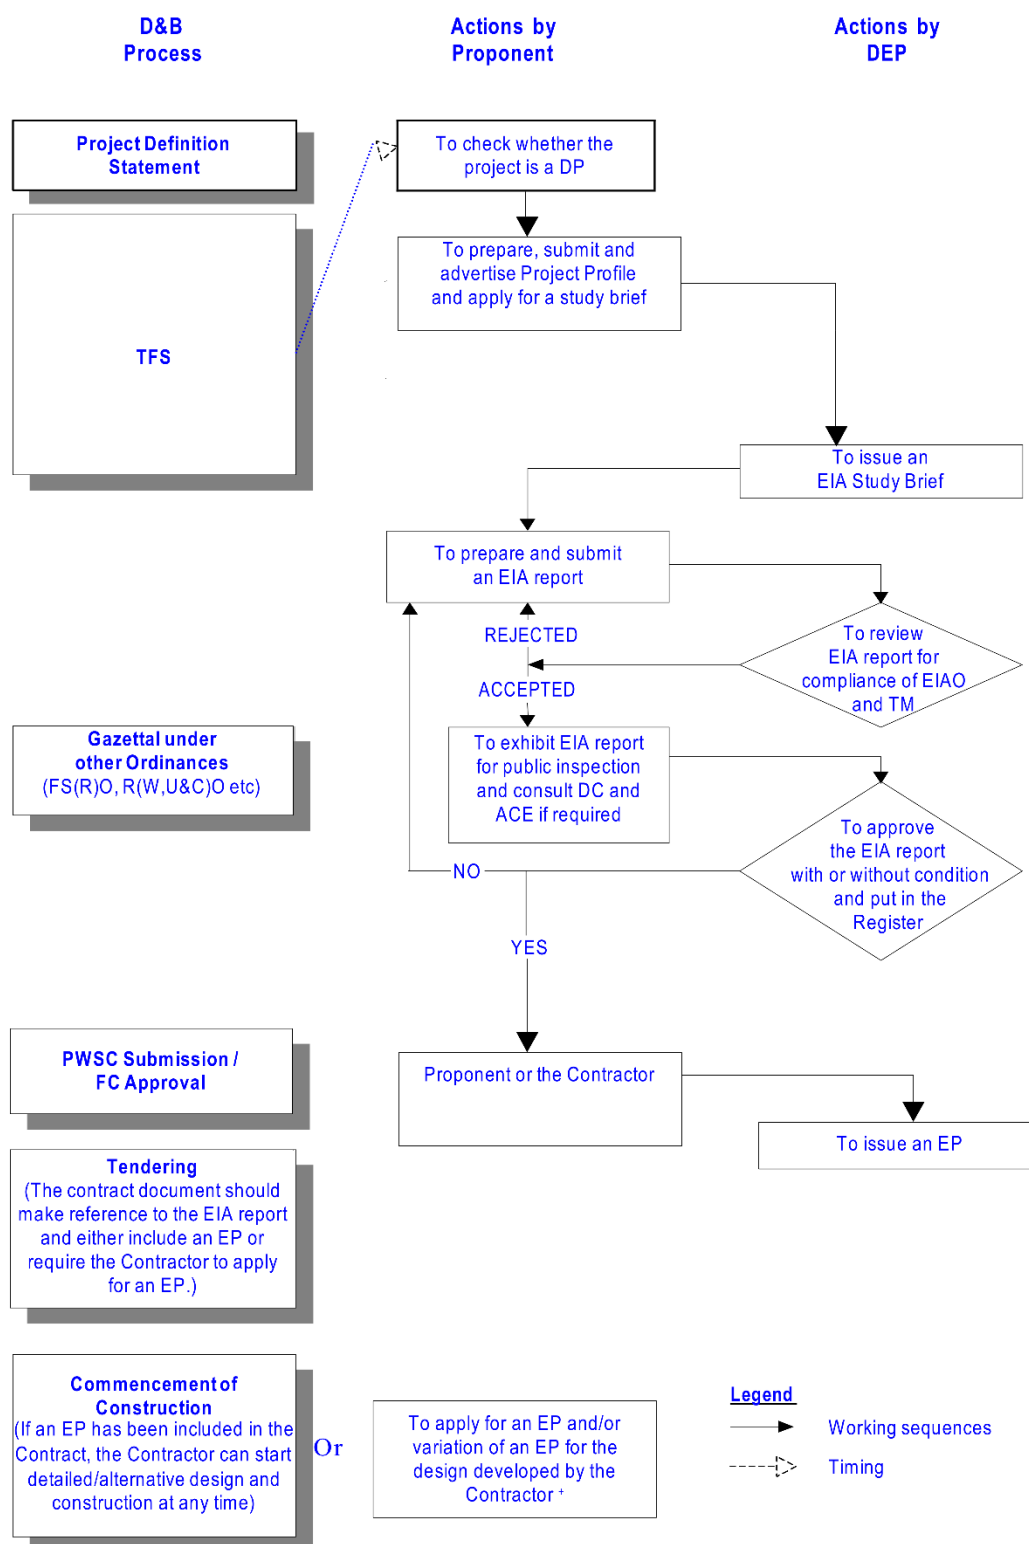 D&B
Process
Actions by
Proponent
Actions by
DEP
Project Definition
Statement
To check whether the
project is a DP
TFS
To prepare, submit and
advertise Project Profile
and apply for a study brief
To issue an
EIA Study Brief
To prepare and submit
an EIA report
REJECTED
To review
EIA report for
compliance of EIAO
and TM
ACCEPTED
Gazettal under
other Ordinances
(FS(R)O, R(W,U&C)O etc)
To exhibit EIA report
for public inspection
and consult DC and
ACE if required
To approve
the EIA report
with or without condition
and put in the
Register
NO
YES
PWSC Submission /
FC Approval
Proponent or the Contractor
To issue an EP
Tendering
(The contract document should
make reference to the EIA report
and either include an EP or
require the Contractor to apply
for an EP.)
Commencement of
Construction
(If an EP has been included in the
Contract, the Contractor can start
detailed/alternative design and
construction at any time)
Or
To apply for an EP and/or
variation of an EP for the
design developed by the
Contractor +
Legend
Working sequences
Timing